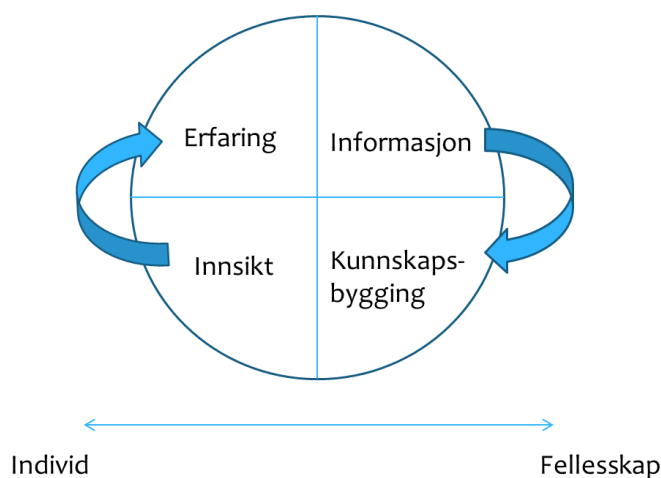 Erfaring
Informasjon
Innsikt
Kunnskaps-
bygging
Individ
Fellesskap